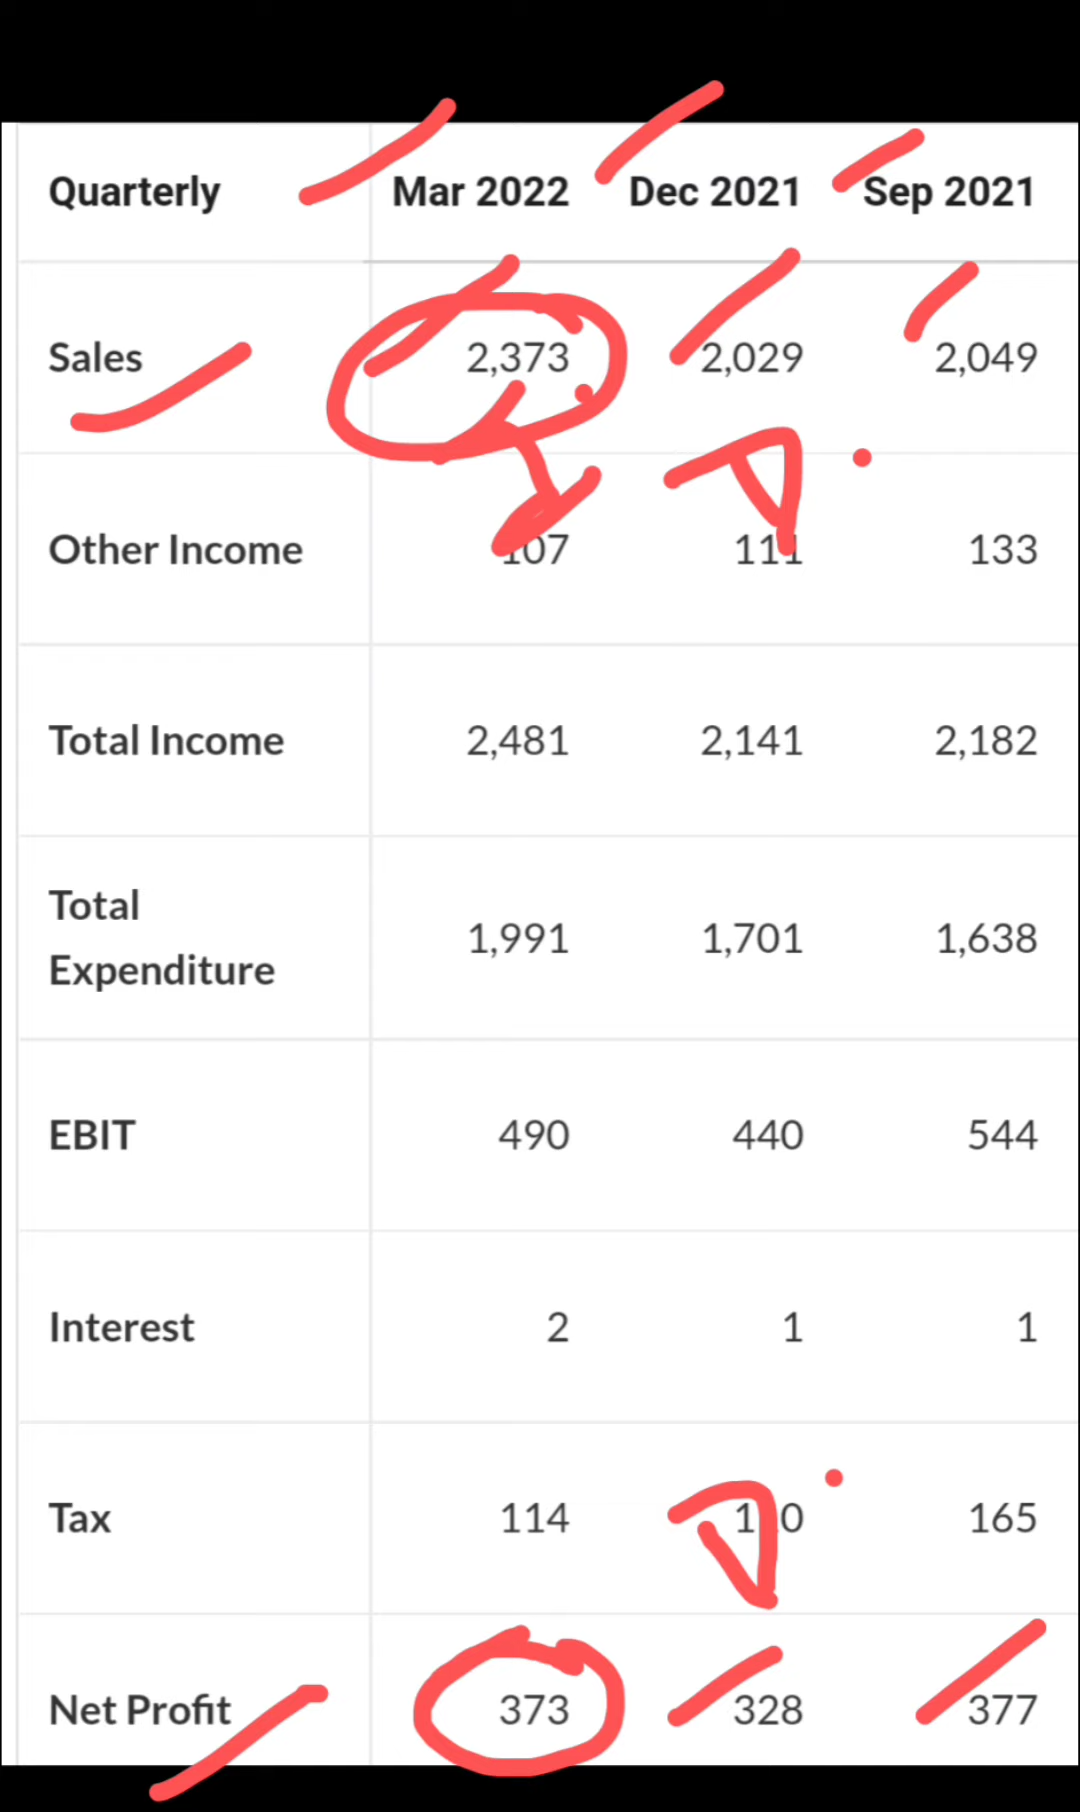 Quarterly Mar 2022 Dec 2021 Sep 2021
Sales 2,373 2,029 2,049
Other Income 107 111 133
Total Income 2,481 2,141 2,182
Total
Expenditure 1,991 1,701 1,638
EBIT 490 440 544
Interest 2 1 1
Tax 114 165
Net Profit 373 328 377